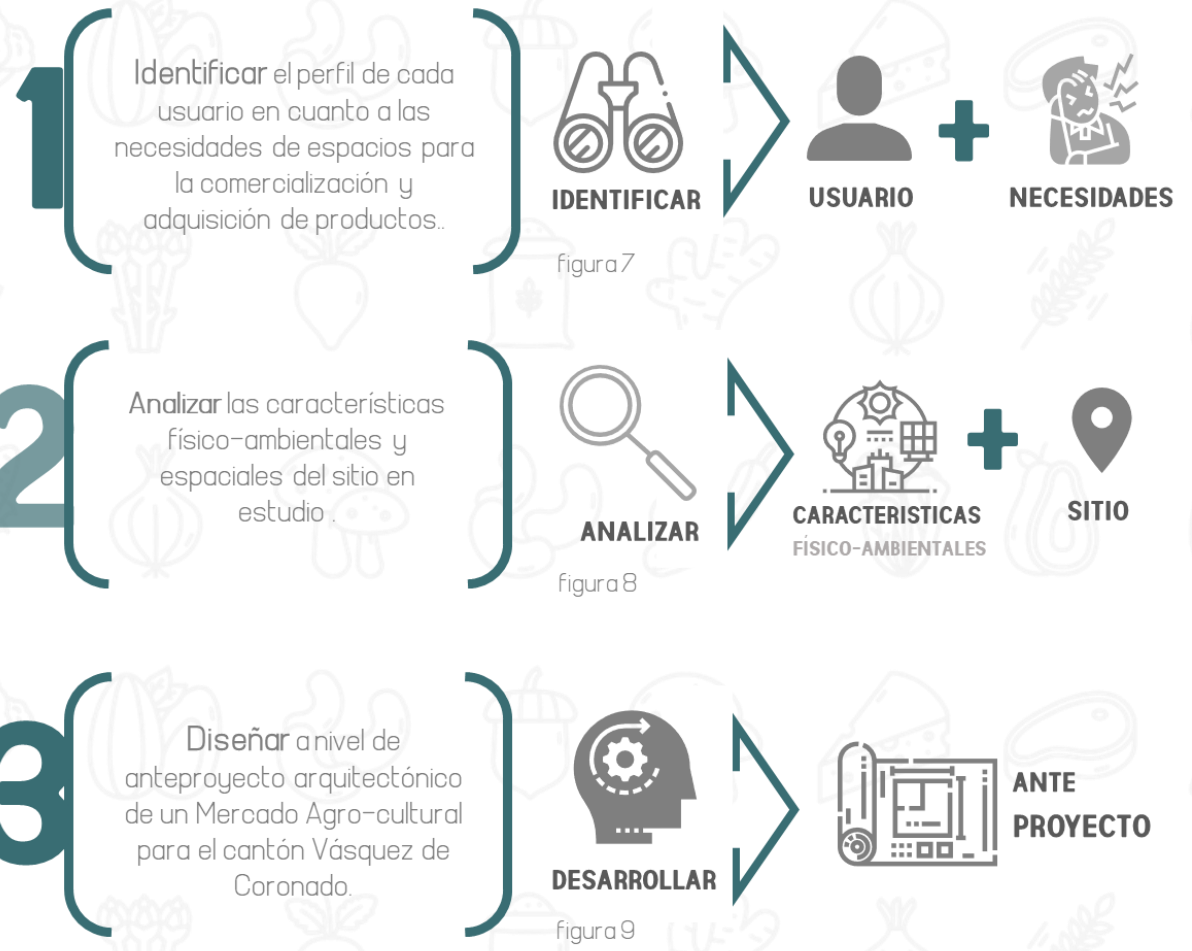 1
Identificar el perfil de cada
usuario en cuanto a las
necesidades de espacios para
la comercialización y
adquisición de productos..
IDENTIFICAR
USUARIO
NECESIDADES
figura 7
2
Analizar las características
físico-ambientales y
espaciales del sitio en
estudio .
ANALIZAR
CARACTERISTICAS
FÍSICO-AMBIENTALES
SITIO
figura 8
3
Diseñar a nivel de
anteproyecto arquitectónico
de un Mercado Agro-cultural
para el cantón Vásquez de
Coronado.
DESARROLLAR
ANTE
PROYECTO
figura 9